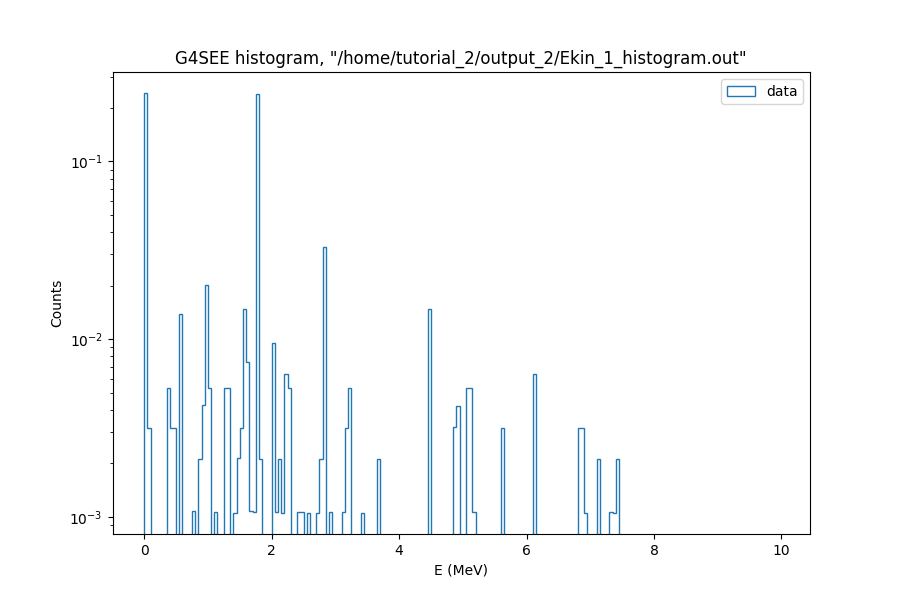 G4SEE histogram, "/home/tutorial_2/output_2/Ekin_1_histogram.out"
data
10⁻¹
10⁻²
10⁻³
Counts
0 2 4 6 8 10
E (MeV)